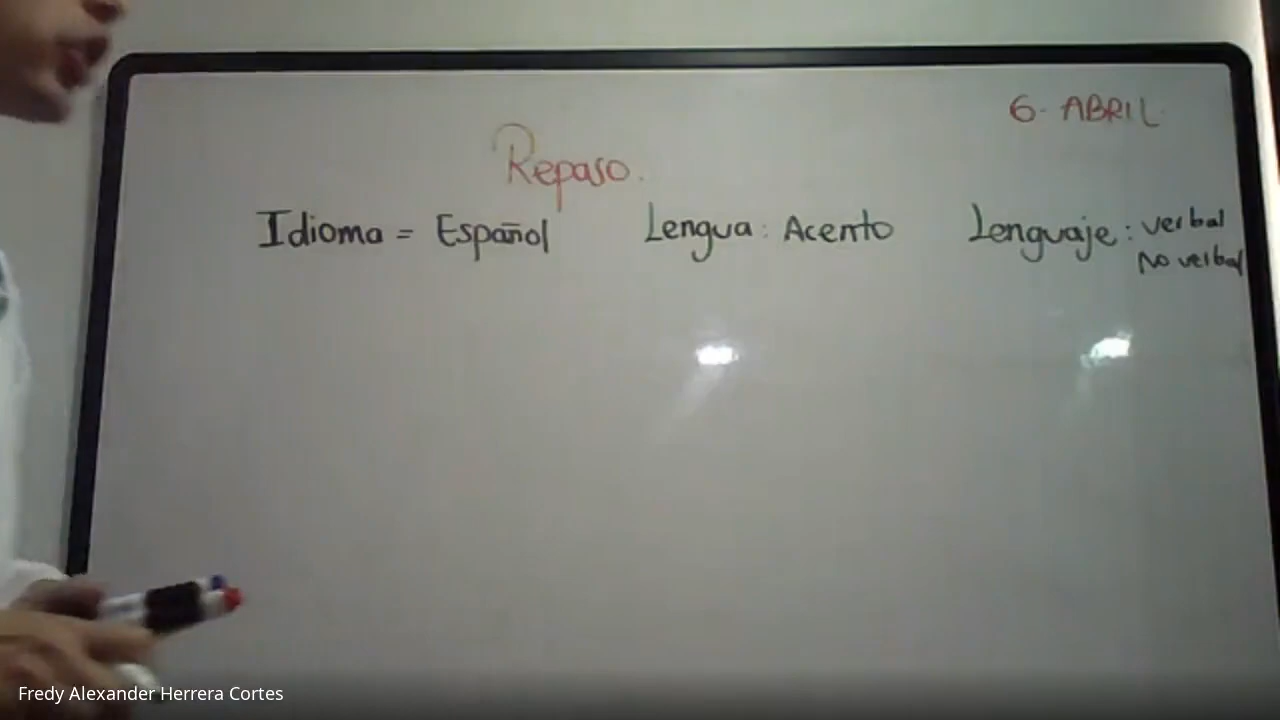 6. ABRIL
Repaso.
Idioma = Español Lengua: Acento Lenguaje: verbal
no verbal
Fredy Alexander Herrera Cortes